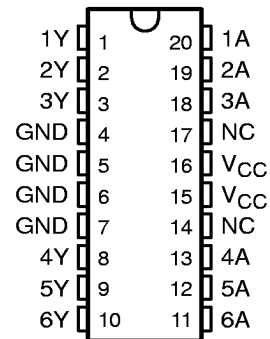 1Y 1 20 1A
2Y 2 19 2A
3Y 3 18 3A
GND 4 17 NC
GND 5 16 VCC
GND 6 15 VCC
GND 7 14 NC
4Y 8 13 4A
5Y 9 12 5A
6Y 10 11 6A